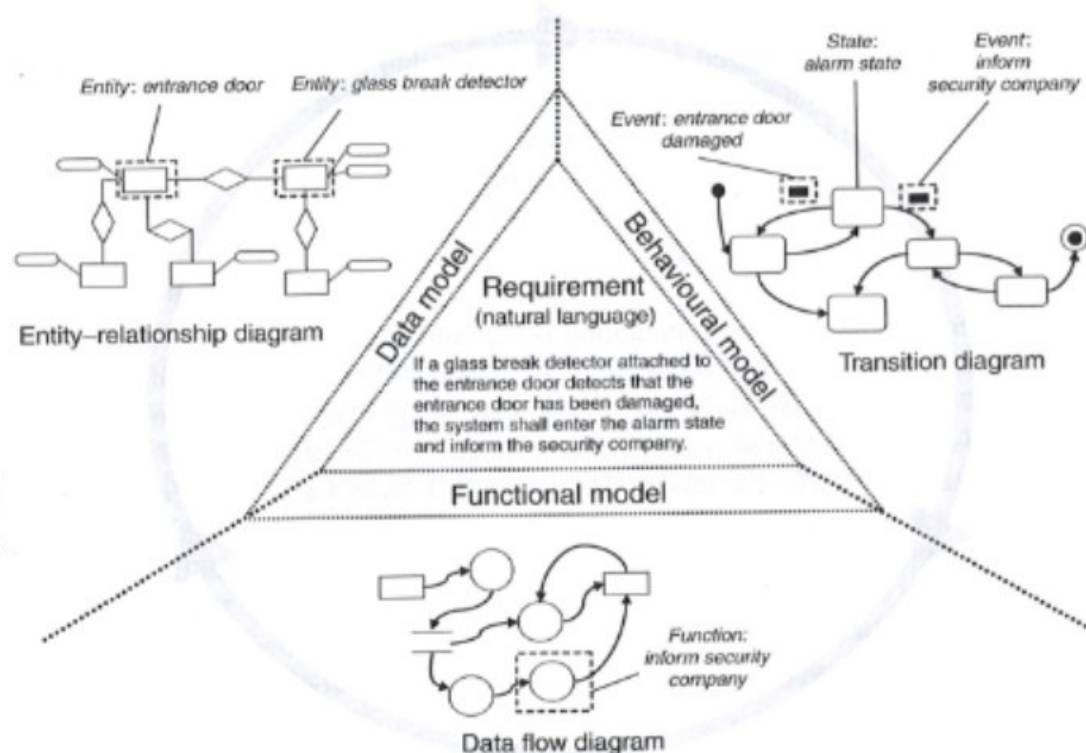 Entity: entrance door
Entity: glass break detector
Entity–relationship diagram
State:
alarm state
Event:
inform
security company
Event: entrance door
damaged
Transition diagram
Data model
Behavioural model
Requirement
(natural language)
If a glass break detector attached to
the entrance door detects that the
entrance door has been damaged,
the system shall enter the alarm state
and inform the security company.
Functional model
Function:
inform security
company
Data flow diagram